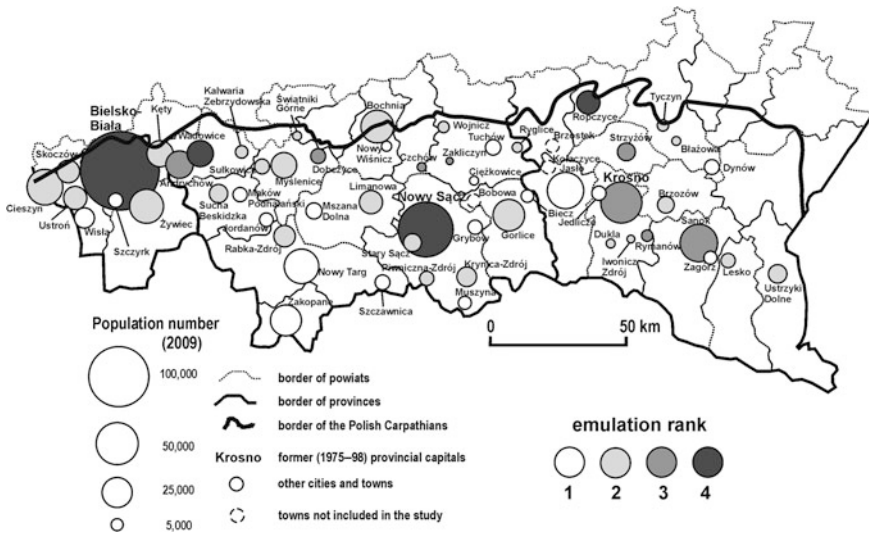 Kalwaria
Zebrzydowska
Świątniki
Górne
Kęty
Bielsko-
Biała
Wadowice
Bochnia
Ropczyce
Tyczyn
Wojnicz
Tuchów
Ryglice
Brzostek
Strzyżów
Błażowa
Skoczów
Andrychów
Sułkowice
Myślenice
Dobczyce
Nowy
Wiśnicz
Czchów
Zakliczyn
Kołaczyce
Jasło
Dynów
Ciężkowice
Cieszyn
Ustroń
Wisła
Szczyrk
Żywiec
Sucha
Beskidzka
Maków
Podhalański
Jordanów
Mszana
Dolna
Limanowa
Nowy Sącz
Bobowa
Biecz
Jedlicze
Krosno
Brzozów
Rabka-Zdrój
Stary Sącz
Grybów
Gorlice
Dukla
Iwonicz
Zdrój
Rymanów
Sanok
Zagórz
Lesko
Ustrzyki
Dolne
Nowy Targ
Piwniczna-Zdrój
Krynica-Zdrój
Muszyna
Szczawnica
Zakopane
0 50 km
Population number
(2009)
100,000
50,000
25,000
5,000
border of powiats
border of provinces
border of the Polish Carpathians
Krosno former (1975–98) provincial capitals
other cities and towns
towns not included in the study
emulation rank
1 2 3 4